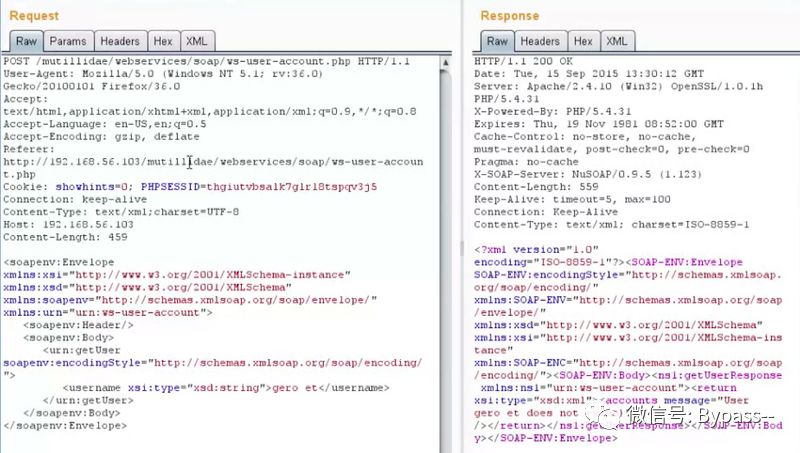 Request
Raw Params Headers Hex XML
POST /mutillidae/webservices/soap/ws-user-account.php HTTP/1.1
User-Agent: Mozilla/5.0 (Windows NT 5.1; rv:36.0)
Gecko/20100101 Firefox/36.0
Accept:
text/html,application/xhtml+xml,application/xml;q=0.9,*/*;q=0.8
Accept-Language: en-US,en;q=0.5
Accept-Encoding: gzip, deflate
Referer:
http://192.168.56.103/mutillidae/webservices/soap/ws-user-accoun
t.php
Cookie: showhints=0; PHPSESSID=thgiutvbsalk7glrl8tspqv3j5
Connection: keep-alive
Content-Type: text/xml;charset=UTF-8
Host: 192.168.56.103
Content-Length: 459
<soapenv:Envelope
xmlns:xsi="http://www.w3.org/2001/XMLSchema-instance"
xmlns:xsd="http://www.w3.org/2001/XMLSchema"
xmlns:soapenv="http://schemas.xmlsoap.org/soap/envelope/"
xmlns:urn="urn:ws-user-account">
<soapenv:Header/>
<soapenv:Body>
<urn:getUser
soapenv:encodingStyle="http://schemas.xmlsoap.org/soap/encoding/
">
<username xsi:type="xsd:string">gero et</username>
</urn:getUser>
</soapenv:Body>
</soapenv:Envelope>
Response
Raw Headers Hex XML
HTTP/1.1 200 OK
Date: Tue, 15 Sep 2015 13:30:12 GMT
Server: Apache/2.4.10 (Win32) OpenSSL/1.0.1h
PHP/5.4.31
X-Powered-By: PHP/5.4.31
Expires: Thu, 19 Nov 1981 08:52:00 GMT
Cache-Control: no-store, no-cache,
must-revalidate, post-check=0, pre-check=0
Pragma: no-cache
X-SOAP-Server: NuSOAP/0.9.5 (1.123)
Content-Length: 559
Keep-Alive: timeout=5, max=100
Connection: Keep-Alive
Content-Type: text/xml; charset=ISO-8859-1
<?xml version="1.0"
encoding="ISO-8859-1"?><SOAP-ENV:Envelope
SOAP-ENV:encodingStyle="http://schemas.xmlsoap.
org/soap/encoding/"
xmlns:SOAP-ENV="http://schemas.xmlsoap.org/soap
/envelope/"
xmlns:xsd="http://www.w3.org/2001/XMLSchema"
xmlns:xsi="http://www.w3.org/2001/XMLSchema-ins
tance"
xmlns:SOAP-ENC="http://schemas.xmlsoap.org/soap
/encoding/"><SOAP-ENV:Body><ns1:getUserResponse
xmlns:ns1="urn:ws-user-account"><return
xsi:type="xsd:xml"><accounts message="User
gero et does not
/></return></ns1:getUserResponse></SOAP-ENV:Bod
y></SOAP-ENV:Envelope>
微信号: Bypass--